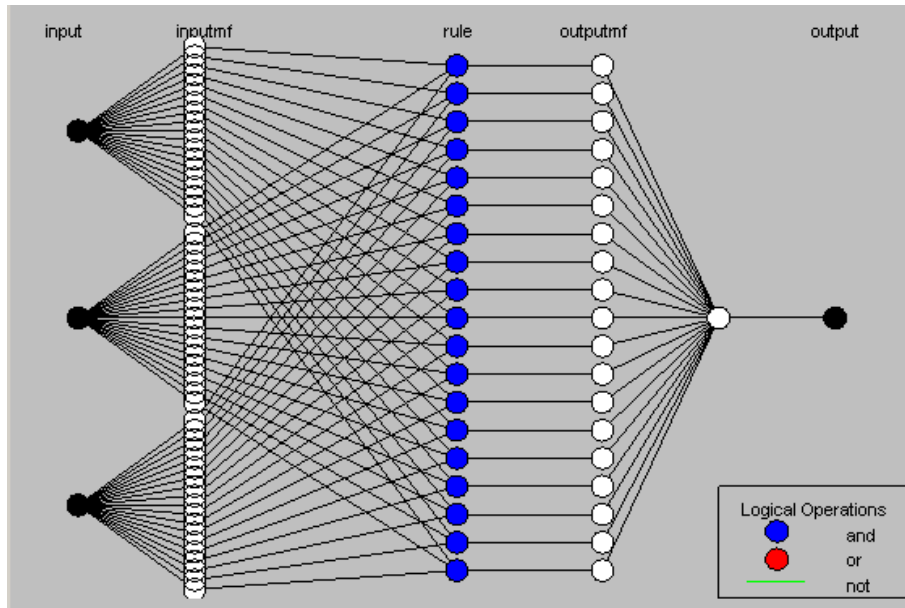 input inputmf rule outputmf output
Logical Operations
and
or
not